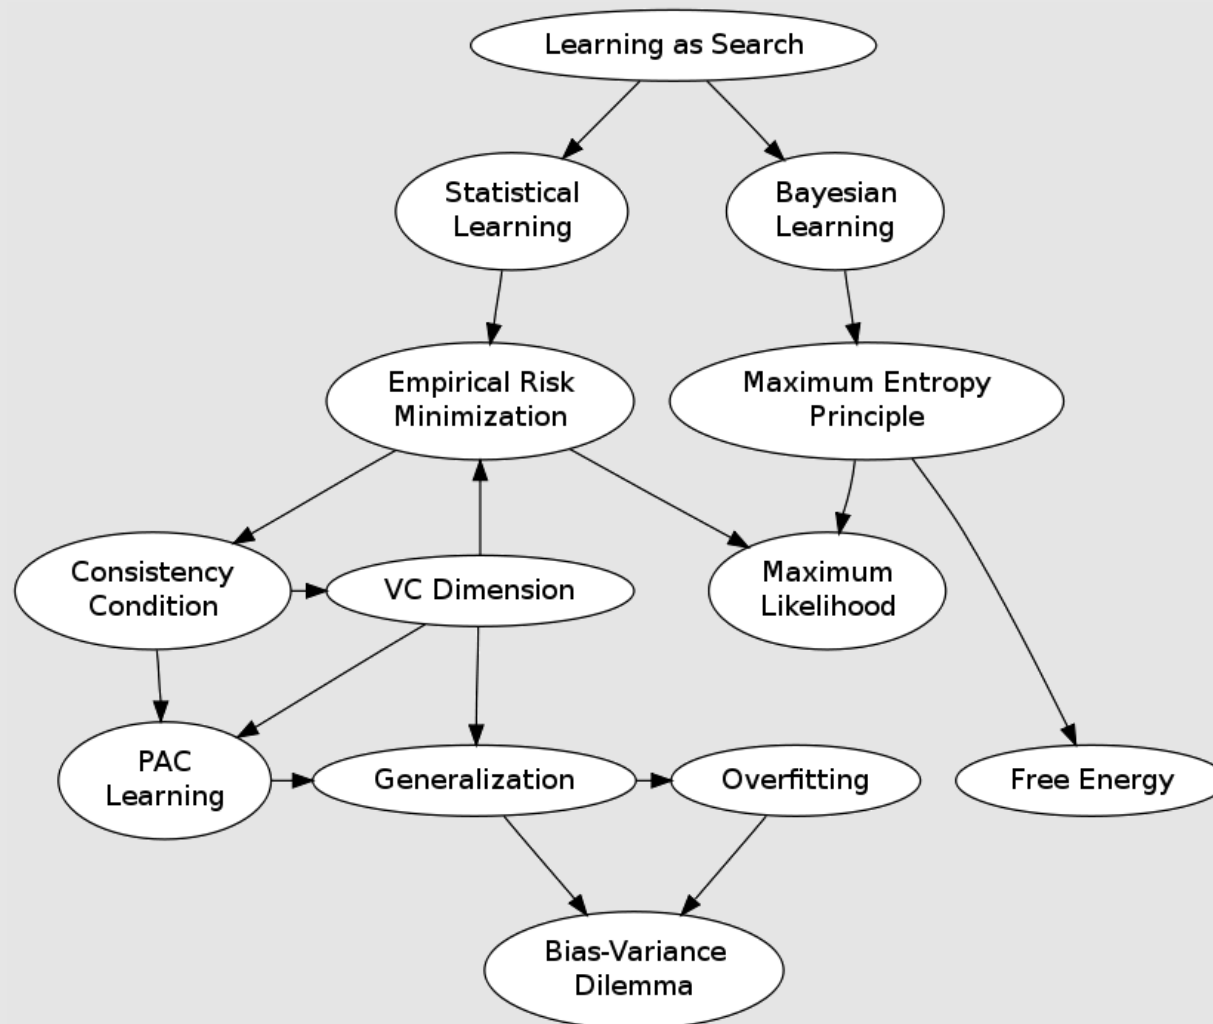 Learning as Search
Statistical
Learning
Bayesian
Learning
Empirical Risk
Minimization
Maximum Entropy
Principle
Consistency
Condition
VC Dimension
Maximum
Likelihood
PAC
Learning
Generalization
Overfitting
Free Energy
Bias-Variance
Dilemma